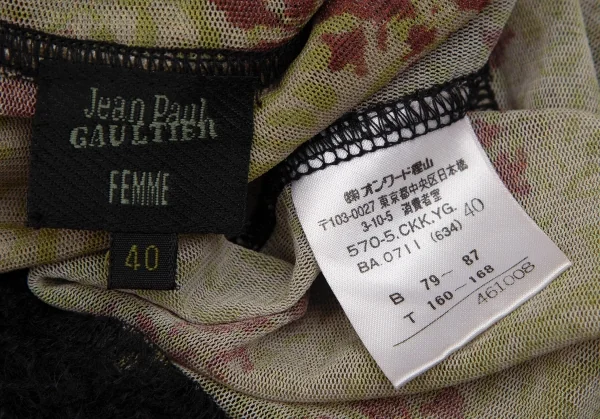 Jean Paul
GAULTIER
FEMME
40
㈱オンワード樫山
〒103-0027 東京都中央区日本橋
3-10-5 消費者室
570-5.CKK.YG. 40
BA.0711 (634)
B 79－ 87
T 160－168
461008